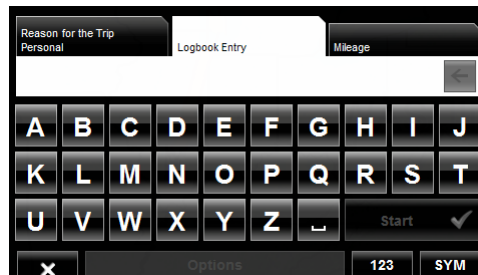 Reason for the Trip
Personal
Logbook Entry
Mileage
A B C D E F G H I J
K L M N O P Q R S T
U V W X Y Z Start
Options 123 SYM